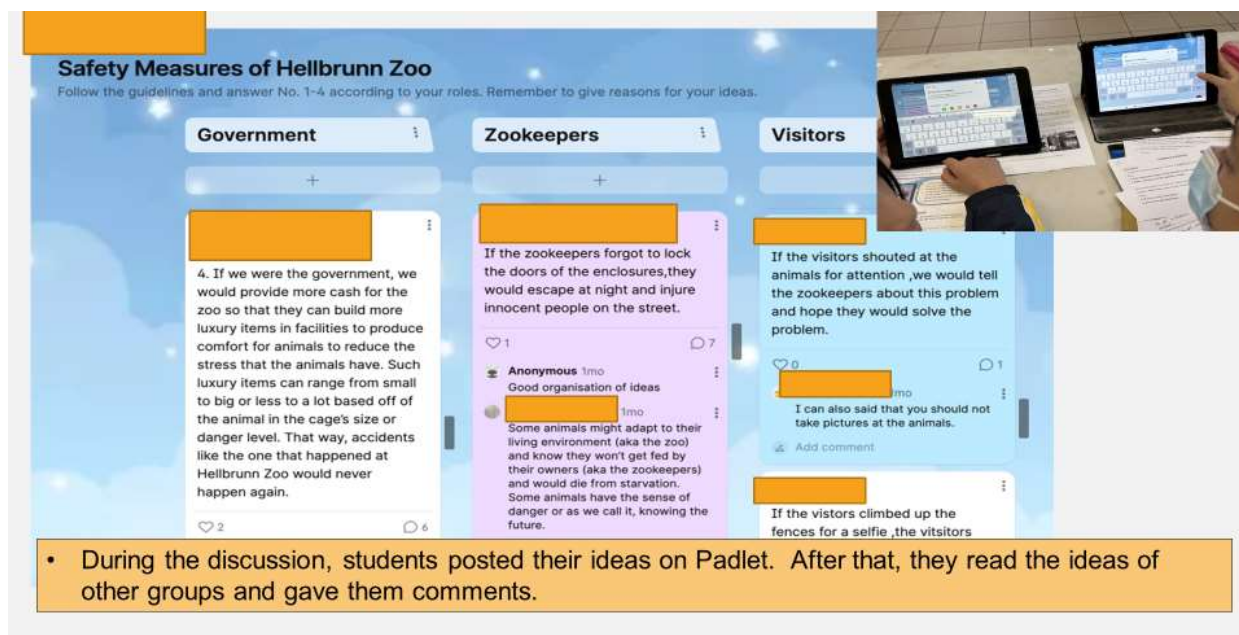 Safety Measures of Hellbrunn Zoo
Follow the guidelines and answer No. 1-4 according to your roles. Remember to give reasons for your ideas.
Government
4. If we were the government, we
would provide more cash for the
zoo so that they can build more
luxury items in facilities to produce
comfort for animals to reduce the
stress that the animals have. Such
luxury items can range from small
to big or less to a lot based off of
the animal in the cage's size or
danger level. That way, accidents
like the one that happened at
Hellbrunn Zoo would never
happen again.
2
6
Zookeepers
If the zookeepers forgot to lock
the doors of the enclosures,they
would escape at night and injure
innocent people on the street.
1
7
Anonymous 1mo
Good organisation of ideas
1mo
Some animals might adapt to their
living environment (aka the zoo)
and know they won't get fed by
their owners (aka the zookeepers)
and would die from starvation.
Some animals have the sense of
danger or as we call it, knowing the
future.
Visitors
If the visitors shouted at the
animals for attention ,we would tell
the zookeepers about this problem
and hope they would solve the
problem.
0
1
mo
I can also said that you should not
take pictures at the animals.
Add comment
If the vistors climbed up the
fences for a selfie ,the vitsitors
• During the discussion, students posted their ideas on Padlet. After that, they read the ideas of
other groups and gave them comments.